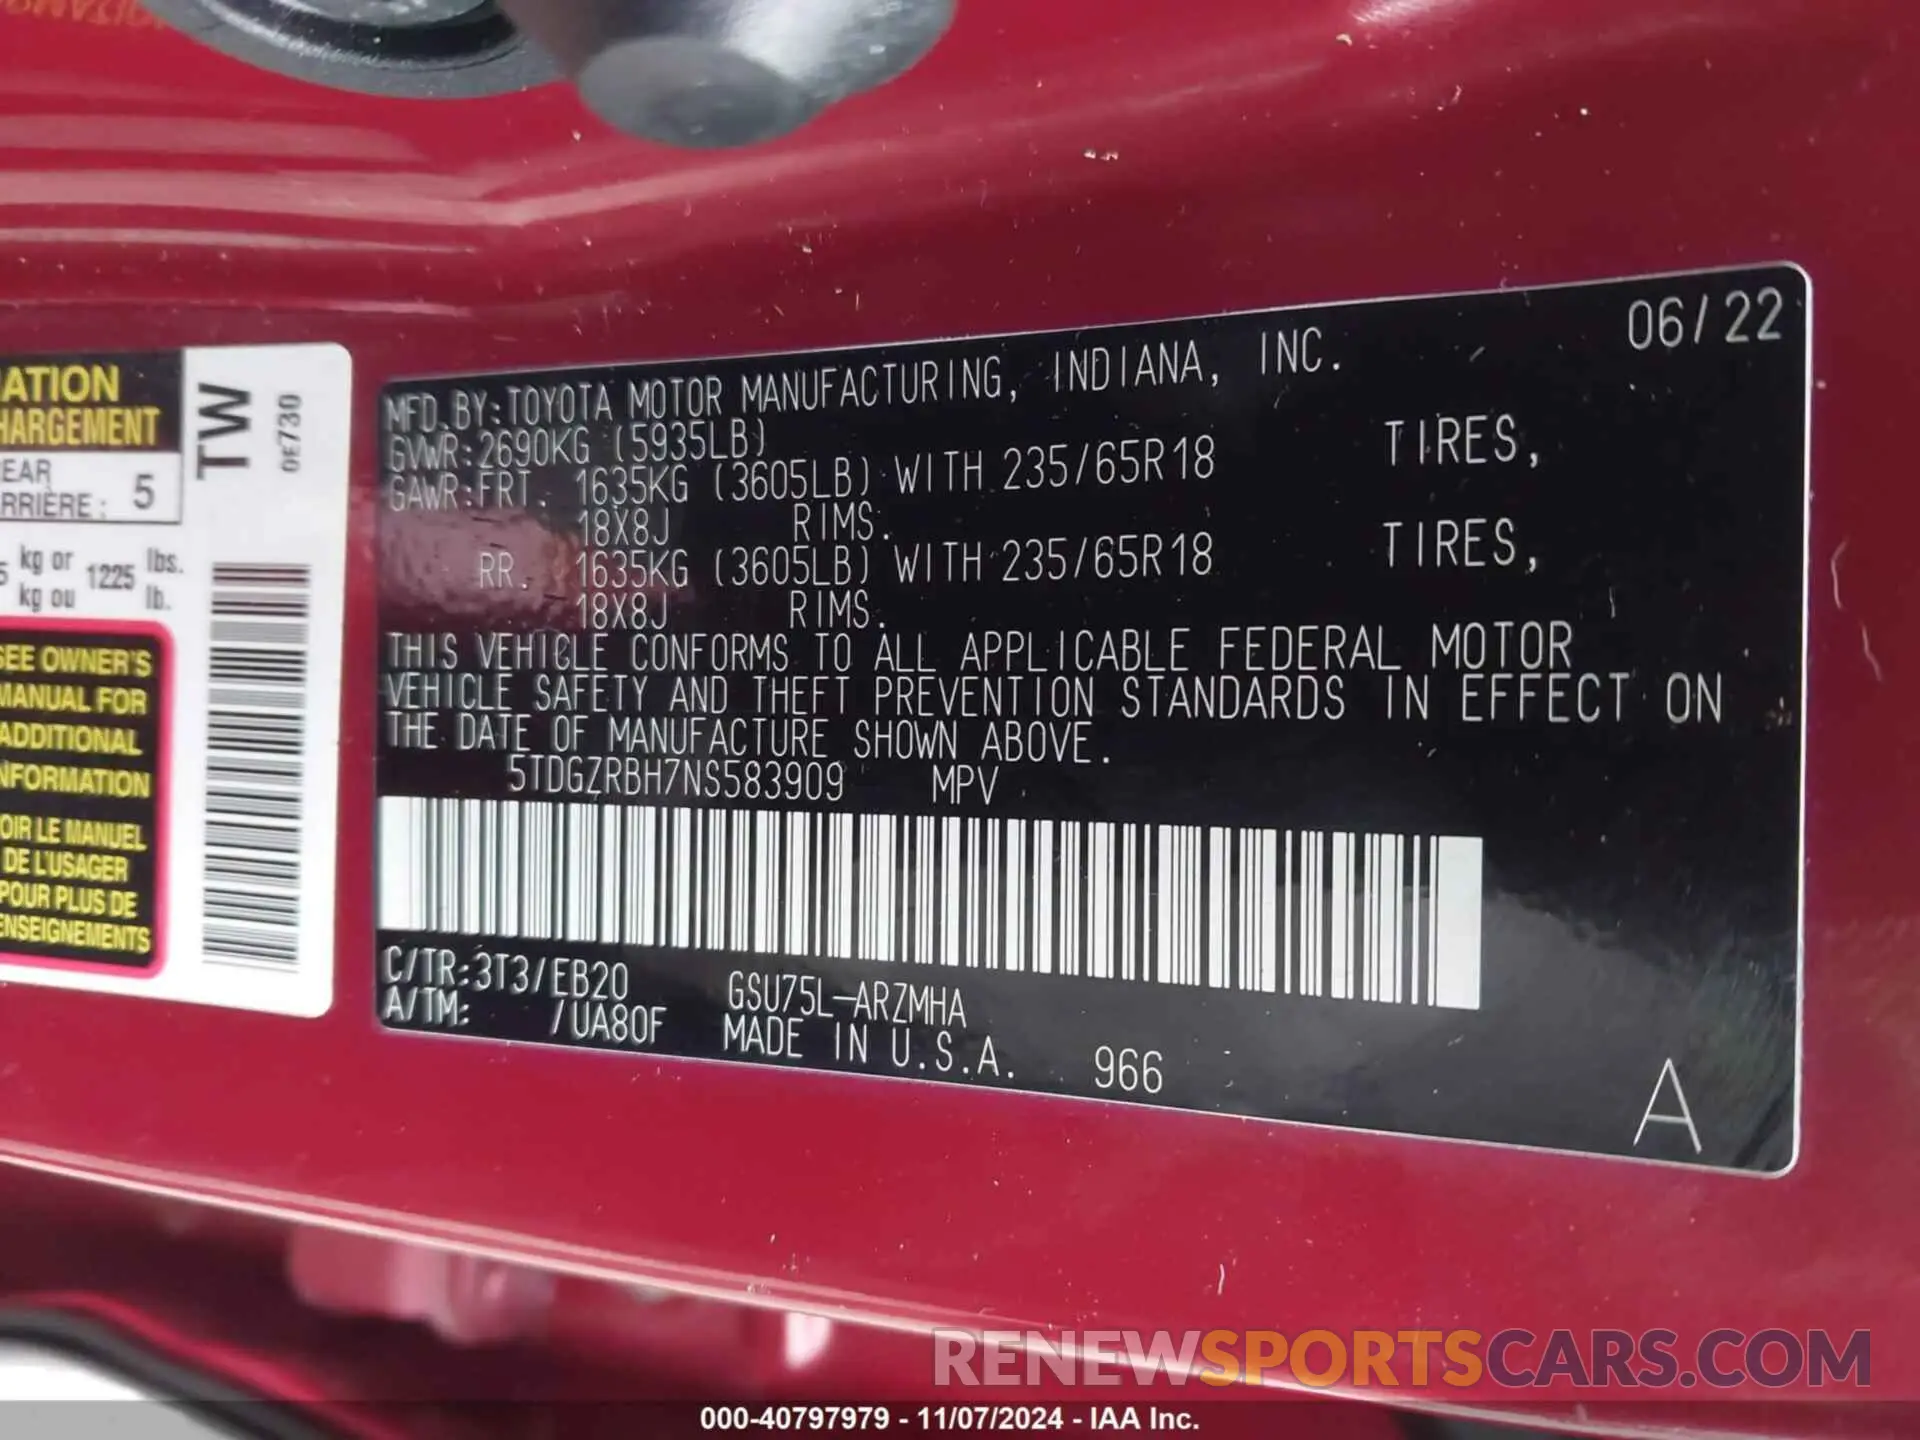 IATION
HARGEMENT
EAR
RRIÈRE : 5
5 kg or 1225 lbs.
kg ou lb.
SEE OWNER'S
MANUAL FOR
ADDITIONAL
NFORMATION
OIR LE MANUEL
DE L'USAGER
POUR PLUS DE
ENSEIGNEMENTS
TW
0E730
06/22
MFD.BY:TOYOTA MOTOR MANUFACTURING, INDIANA, INC.
GVWR:2690KG (5935LB)
GAWR:FRT. 1635KG (3605LB) WITH 235/65R18 TIRES,
18X8J RIMS.
RR. 1635KG (3605LB) WITH 235/65R18 TIRES,
18X8J RIMS.
THIS VEHICLE CONFORMS TO ALL APPLICABLE FEDERAL MOTOR
VEHICLE SAFETY AND THEFT PREVENTION STANDARDS IN EFFECT ON
THE DATE OF MANUFACTURE SHOWN ABOVE.
5TDGZRBH7NS583909 MPV
C/TR:3T3/EB20 GSU75L-ARZMHA
A/TM: /UA80F MADE IN U.S.A. 966
A
RENEWSPORTSCARS.COM
000-40797979 - 11/07/2024 - IAA Inc.